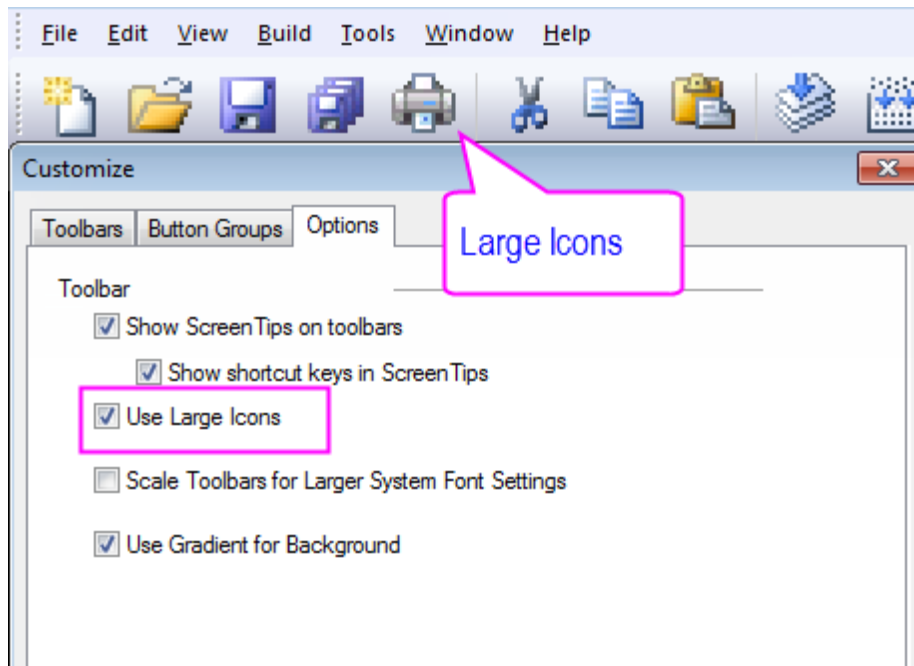 File Edit View Build Tools Window Help
Customize
Toolbars Button Groups Options
Large Icons
Toolbar
Show ScreenTips on toolbars
Show shortcut keys in ScreenTips
Use Large Icons
Scale Toolbars for Larger System Font Settings
Use Gradient for Background